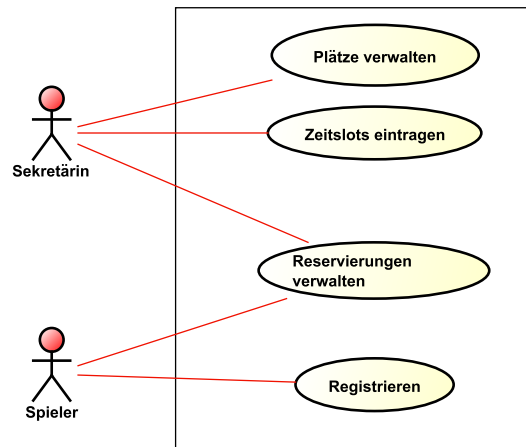 Plätze verwalten
Zeitslots eintragen
Sekretärin
Reservierungen
verwalten
Registrieren
Spieler